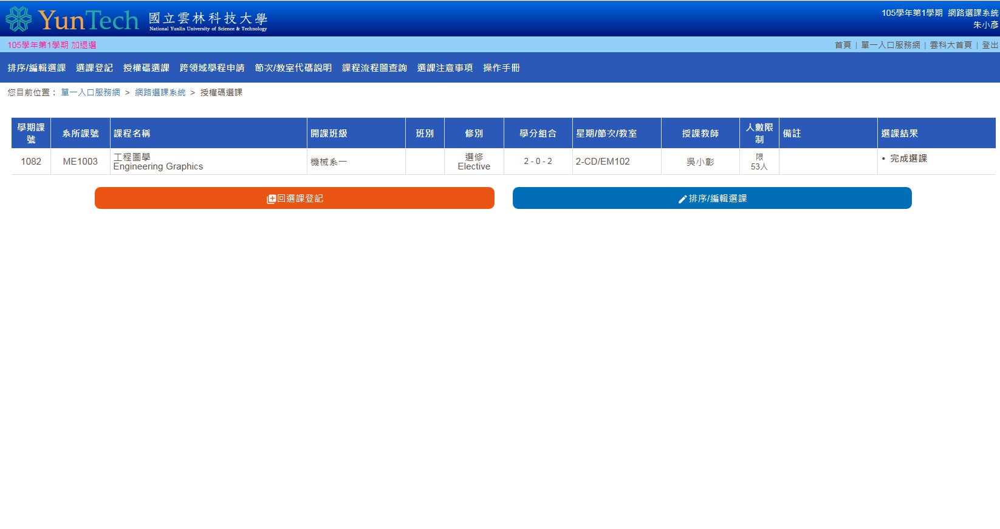 YunTech 國立雲林科技大學
National Yunlin University of Science & Technology
105學年第1學期 網路選課系統
朱小彥
105學年第1學期 加退選
首頁 | 單一入口服務網 | 雲科大首頁 | 登出
排序/編輯選課 選課登記 授權碼選課 跨領域學程申請 節次/教室代碼說明 課程流程圖查詢 選課注意事項 操作手冊
您目前位置: 單一入口服務網 > 網路選課系統 > 授權碼選課
學期課號 系所課號 課程名稱 開課班級 班別 修別 學分組合 星期/節次/教室 授課教師 人數限制 備註 選課結果
1082 ME1003 工程圖學 Engineering Graphics 機械系一 選修 Elective 2 - 0 - 2 2-CD/EM102 吳小彰 限 53人 • 完成選課
回選課登記 排序/編輯選課